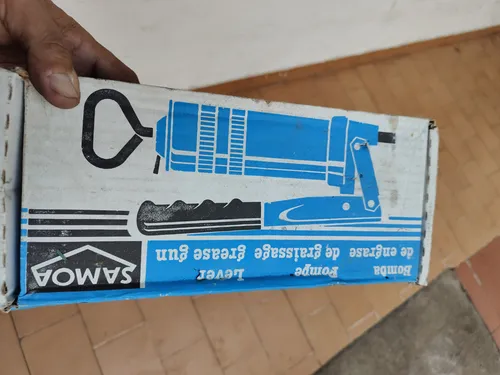 SAMOA
Bomba
de engrase
Pompe
de graissage
Lever
grease gun